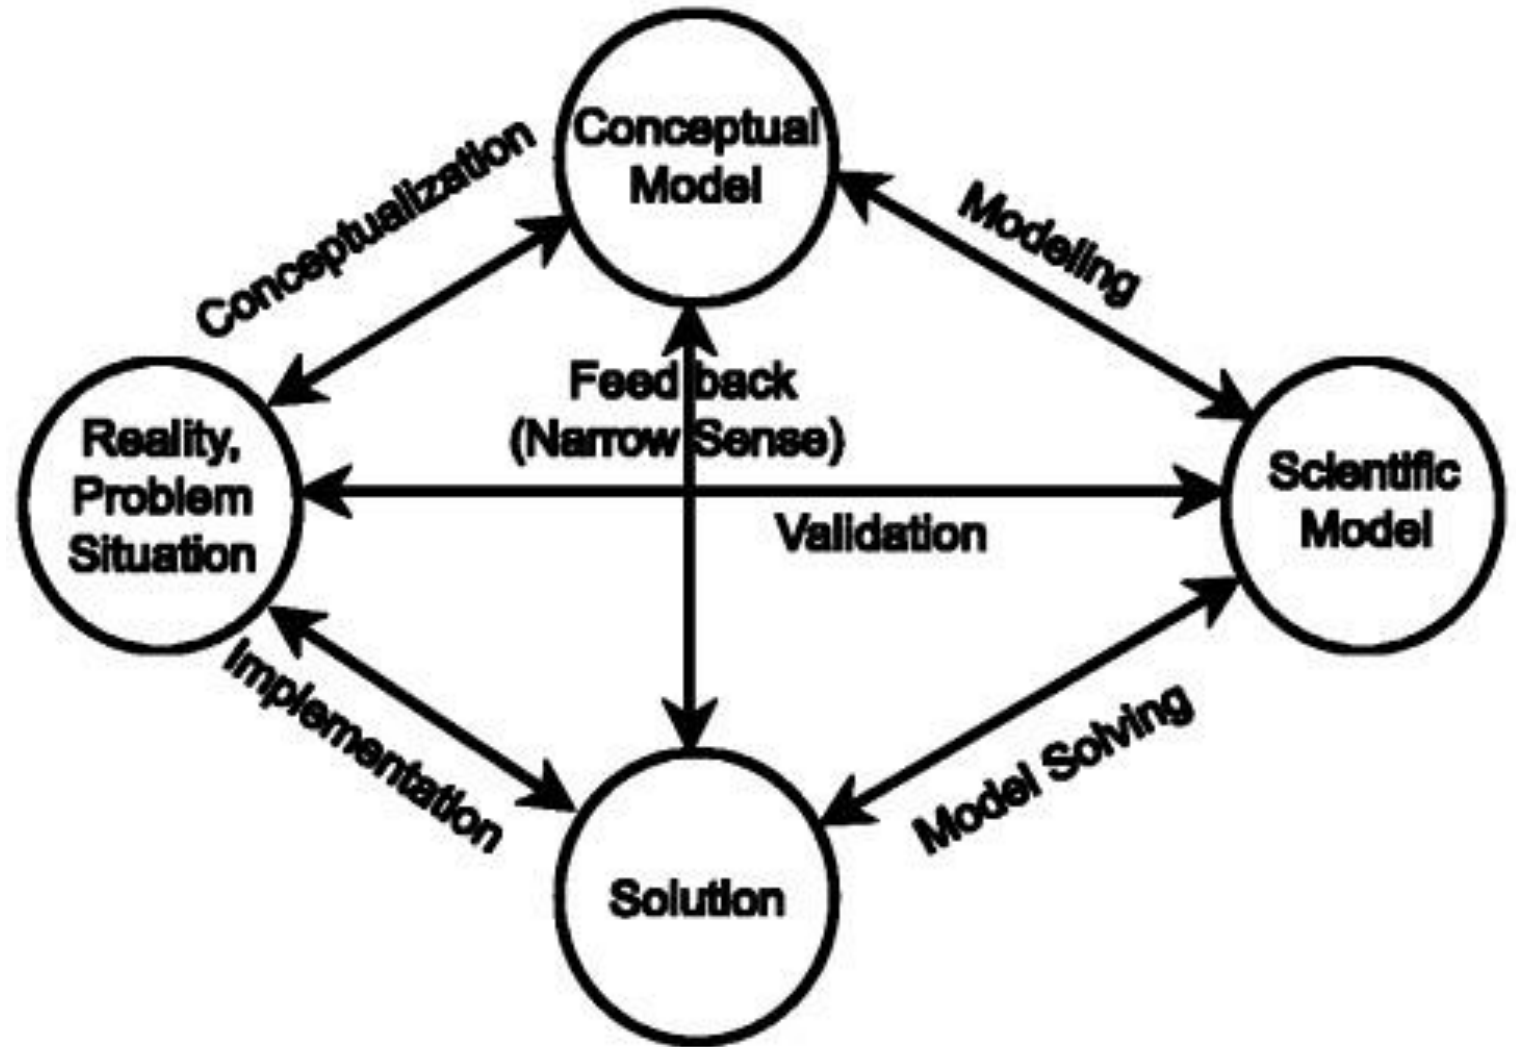 Conceptual
Model
Conceptualization
Modeling
Feed back
(Narrow Sense)
Reality,
Problem
Situation
Scientific
Model
Validation
Implementation
Model Solving
Solution